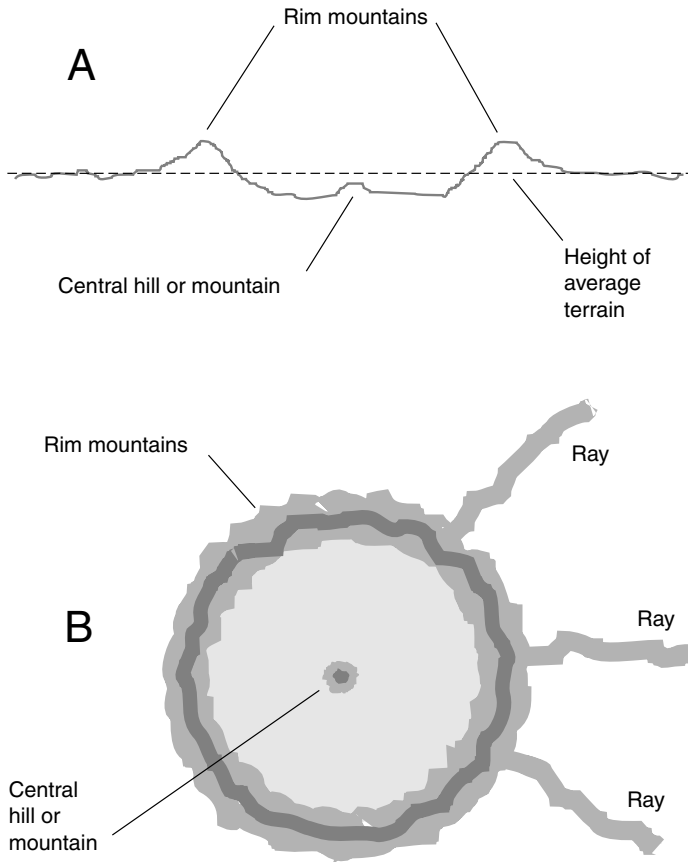 Rim mountains
A
Central hill or mountain
Height of
average
terrain
Rim mountains
Ray
B
Ray
Central
hill or
mountain
Ray